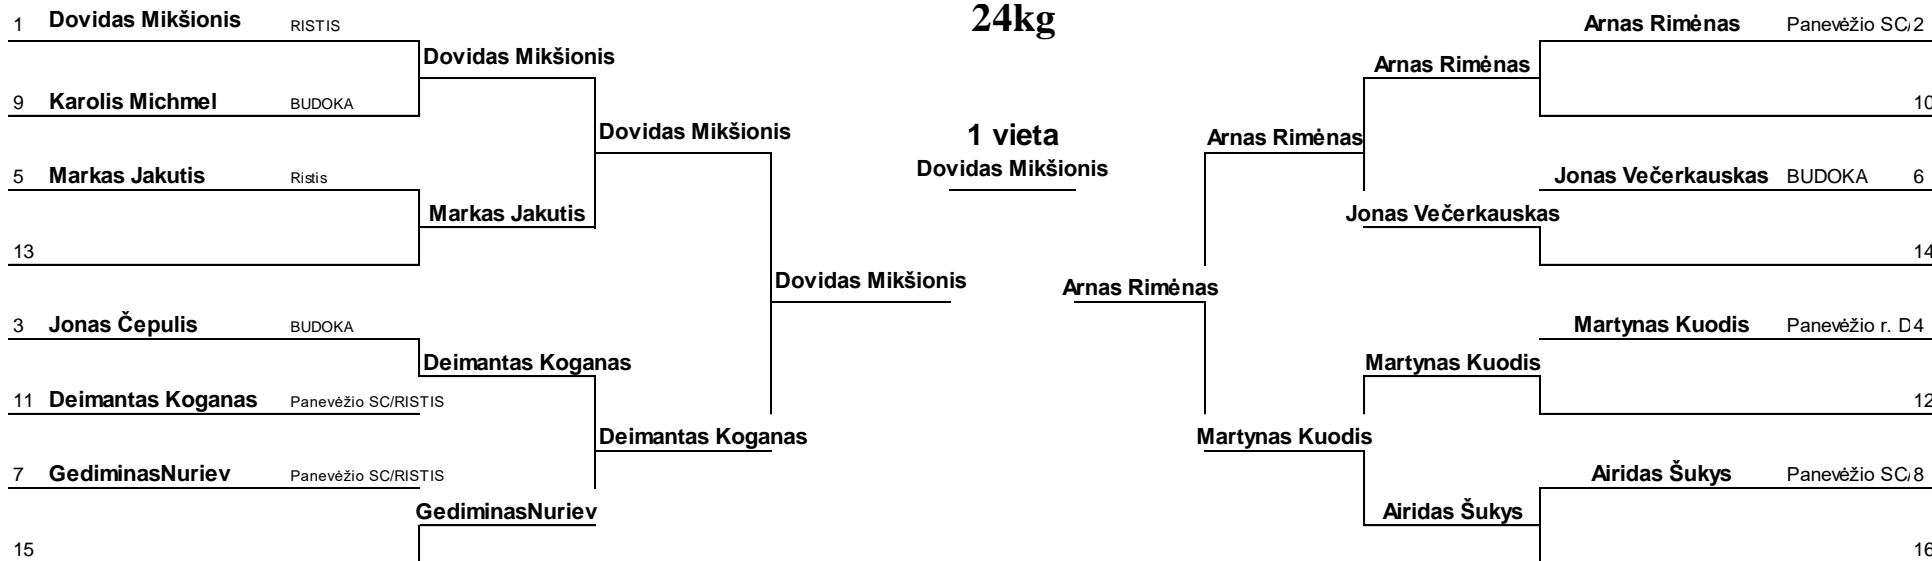 24kg
1 Dovidas Mikšionis RISTIS
Arnas Rimėnas Panevėžio SC/ 2
Dovidas Mikšionis
Arnas Rimėnas
9 Karolis Michmel BUDOKA
10
Dovidas Mikšionis
1 vieta
Arnas Rimėnas
Dovidas Mikšionis
5 Markas Jakutis Ristis
Jonas Večerkauskas BUDOKA 6
Markas Jakutis
Jonas Večerkauskas
13
14
Dovidas Mikšionis
Arnas Rimėnas
3 Jonas Čepulis BUDOKA
Martynas Kuodis Panevėžio r. D 4
Deimantas Koganas
Martynas Kuodis
11 Deimantas Koganas Panevėžio SC/RISTIS
12
Deimantas Koganas
Martynas Kuodis
7 GediminasNuriev Panevėžio SC/RISTIS
Airidas Šukys Panevėžio SC/ 8
GediminasNuriev
Airidas Šukys
15
16